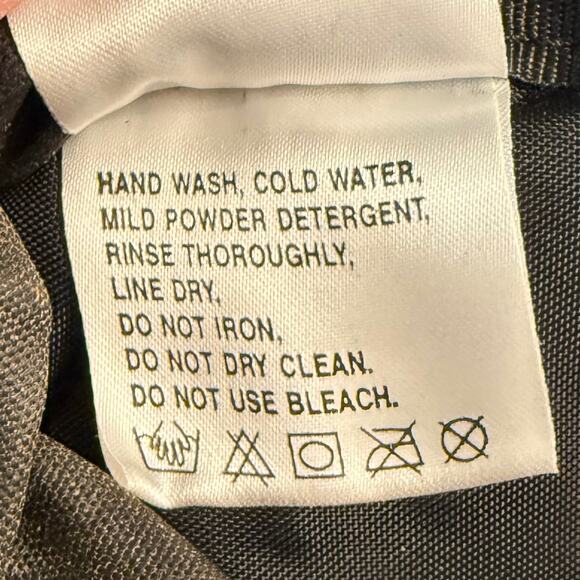 HAND WASH, COLD WATER,
MILD POWDER DETERGENT,
RINSE THOROUGHLY,
LINE DRY,
DO NOT IRON,
DO NOT DRY CLEAN.
DO NOT USE BLEACH.